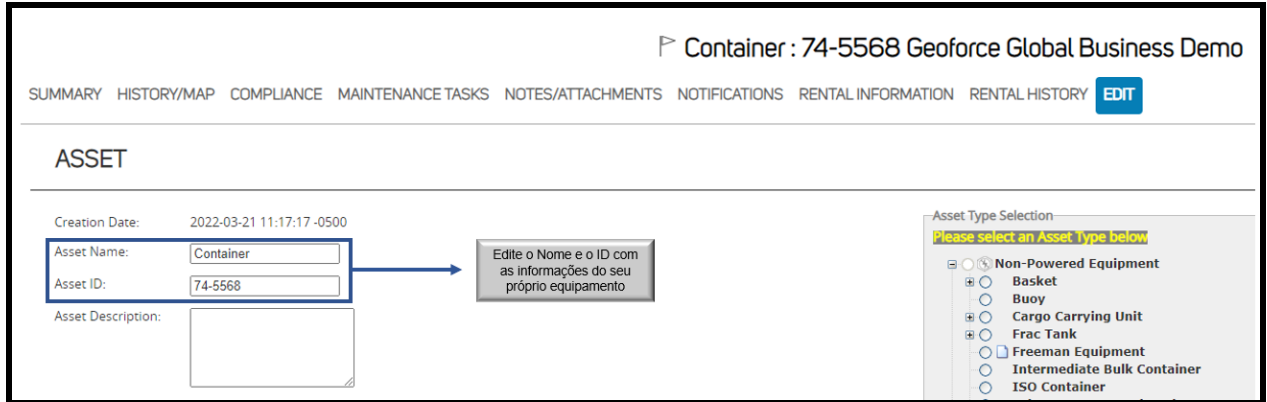 Container : 74-5568 Geoforce Global Business Demo
SUMMARY HISTORY/MAP COMPLIANCE MAINTENANCE TASKS NOTES/ATTACHMENTS NOTIFICATIONS RENTAL INFORMATION RENTAL HISTORY EDIT
ASSET
Creation Date: 2022-03-21 11:17:17 -0500
Asset Name: Container
Asset ID: 74-5568
Asset Description:
Edite o Nome e o ID com
as informações do seu
próprio equipamento
Asset Type Selection
Please select an Asset Type below
Non-Powered Equipment
Basket
Buoy
Cargo Carrying Unit
Frac Tank
Freeman Equipment
Intermediate Bulk Container
ISO Container